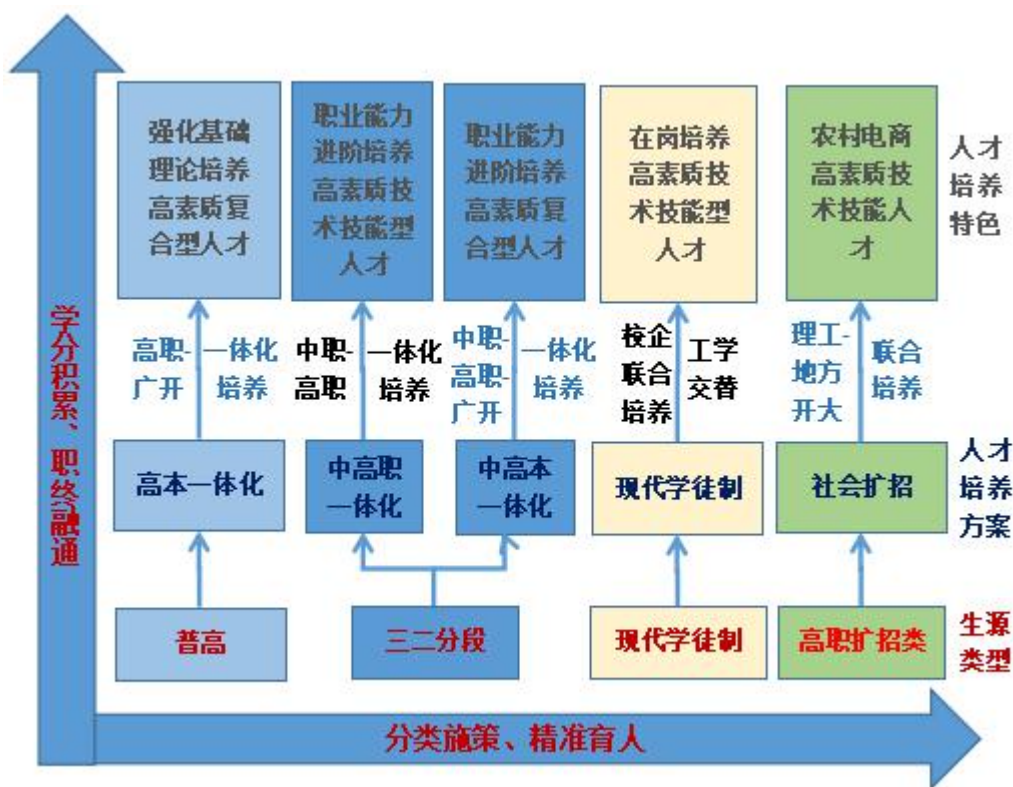 强化基础
理论培养
高素质复
合型人才
职业能力
进阶培养
高素质技
术技能型
人才
职业能力
进阶培养
高素质复
合型人才
在岗培养
高素质技
术技能型
人才
农村电商
高素质技
术技能人
才
人才
培养
特色
高职-
广开
一体化
培养
中职-
高职
一体化
培养
中职-
高职-
广开
一体化
培养
校企
联合
培养
工学
交替
理工-
地方
开大
联合
培养
高本一体化
中高职
一体化
中高本
一体化
现代学徒制
社会扩招
人才
培养
方案
普高
三二分段
现代学徒制
高职扩招类
生源
类型
学分积累、职终融通
分类施策、精准育人